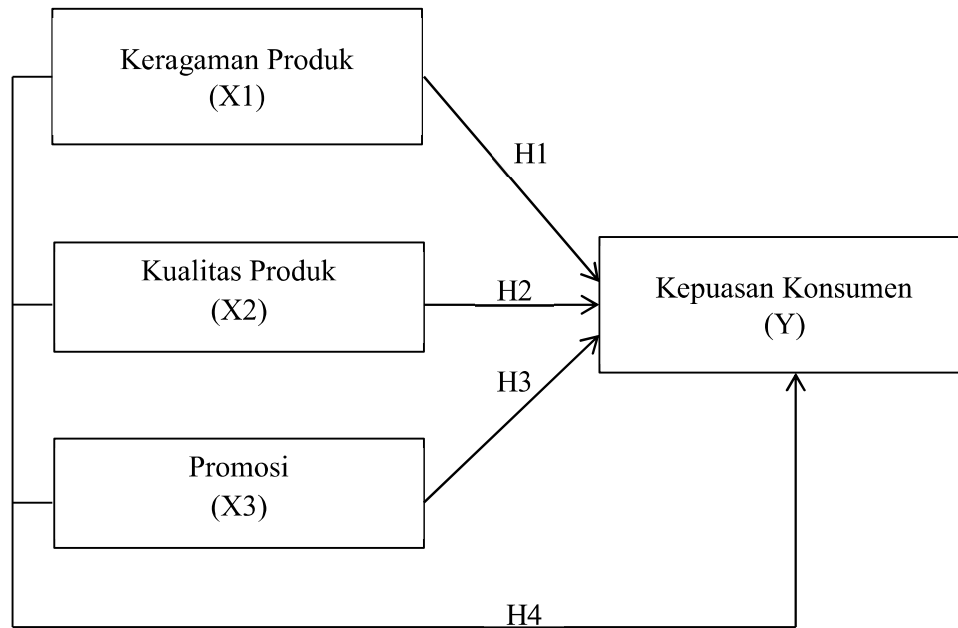 Keragaman Produk
(X1)
H1
Kualitas Produk
(X2)
H2
Kepuasan Konsumen
(Y)
H3
Promosi
(X3)
H4